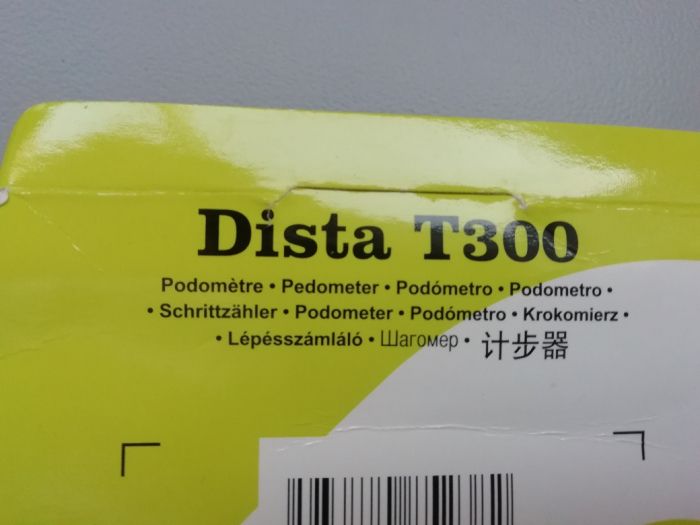 Dista T300
Podomètre • Pedometer • Podómetro • Podometro •
• Schrittzähler • Podometer • Podómetro • Krokomierz •
• Lépésszámláló • Шагомер • 计步器